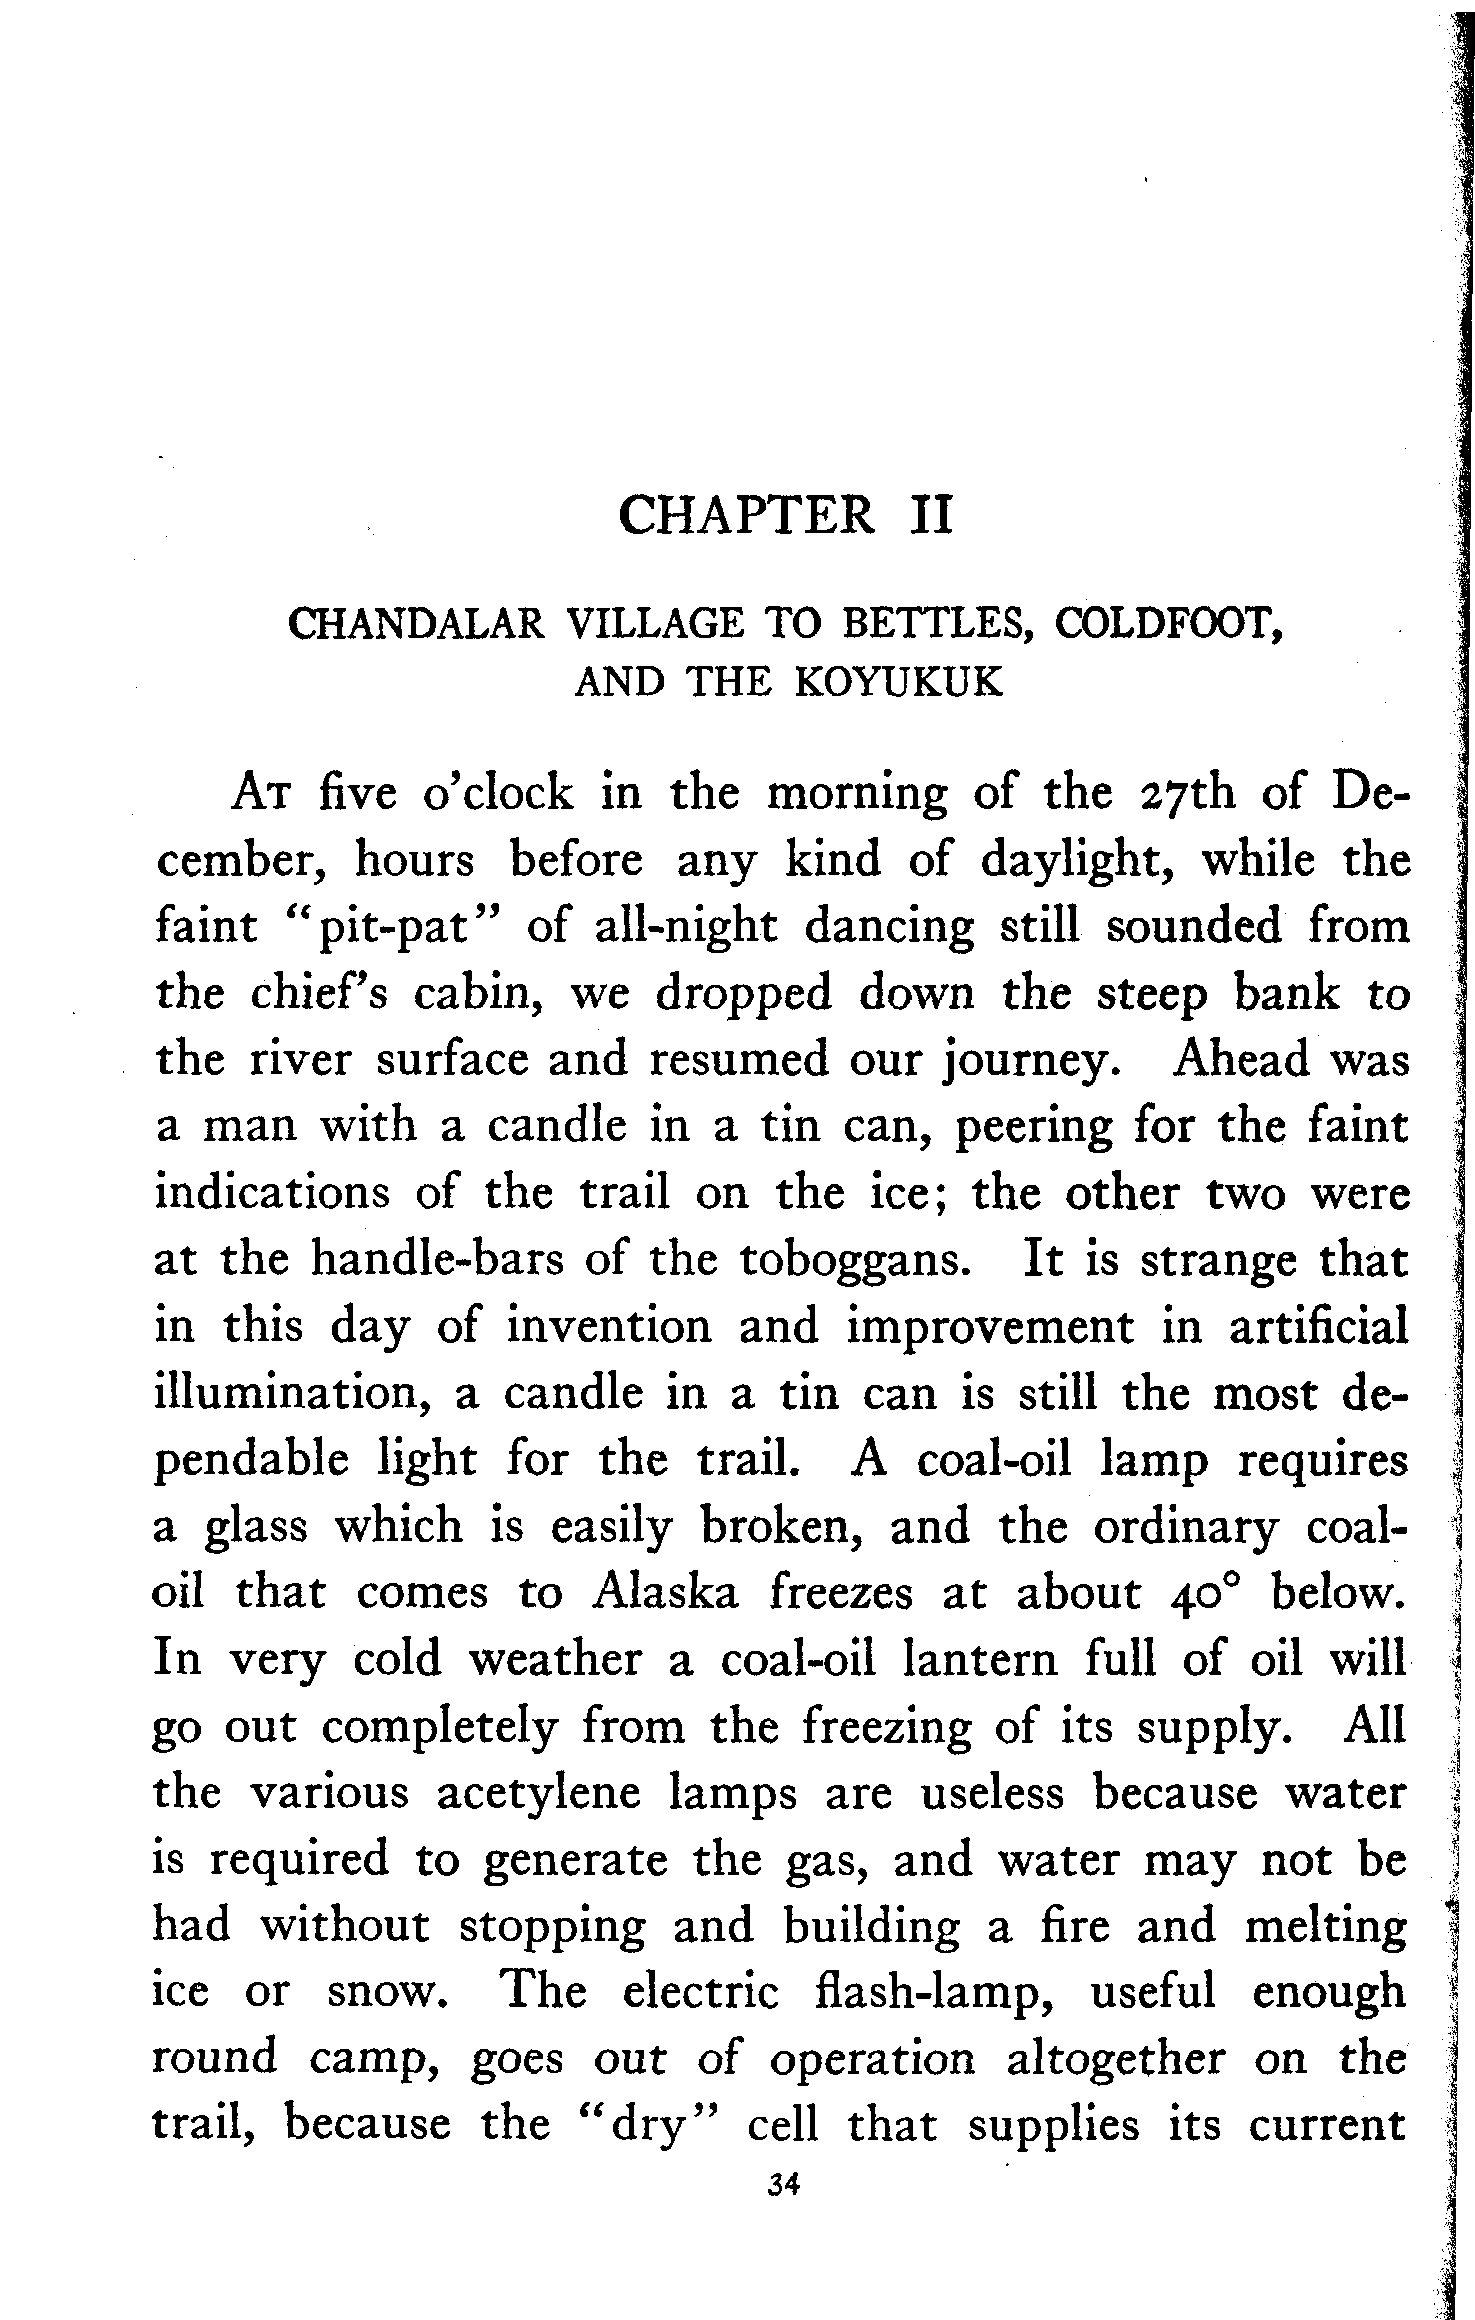 CHAPTER II
CHANDALAR VILLAGE TO BETTLES, COLDFOOT,
AND THE KOYUKUK
AT five o'clock in the morning of the 27th of De-
cember, hours before any kind of daylight, while the
faint "pit-pat" of all-night dancing still sounded from
the chief's cabin, we dropped down the steep bank to
the river surface and resumed our journey. Ahead was
a man with a candle in a tin can, peering for the faint
indications of the trail on the ice; the other two were
at the handle-bars of the toboggans. It is strange that
in this day of invention and improvement in artificial
illumination, a candle in a tin can is still the most de-
pendable light for the trail. A coal-oil lamp requires
a glass which is easily broken, and the ordinary coal-
oil that comes to Alaska freezes at about 40° below.
In very cold weather a coal-oil lantern full of oil will
go out completely from the freezing of its supply. All
the various acetylene lamps are useless because water
is required to generate the gas, and water may not be
had without stopping and building a fire and melting
ice or snow. The electric flash-lamp, useful enough
round camp, goes out of operation altogether on the
trail, because the "dry" cell that supplies its current
34